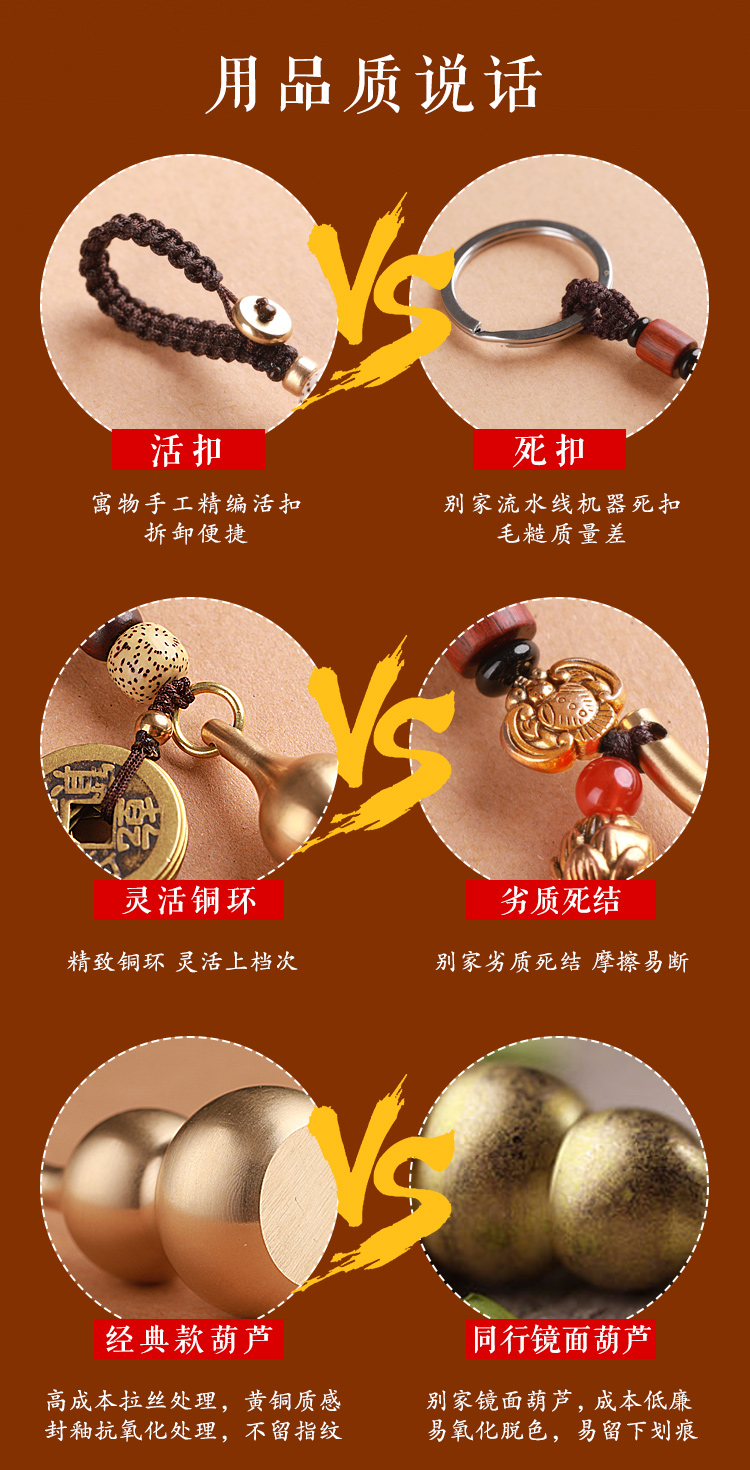 用品质说话
VS
活扣
死扣
寓物手工精编活扣
拆卸便捷
别家流水线机器死扣
毛糙质量差
VS
灵活铜环
劣质死结
精致铜环 灵活上档次
别家劣质死结 摩擦易断
VS
经典款葫芦
同行镜面葫芦
高成本拉丝处理，黄铜质感
封釉抗氧化处理，不留指纹
别家镜面葫芦，成本低廉
易氧化脱色，易留下划痕